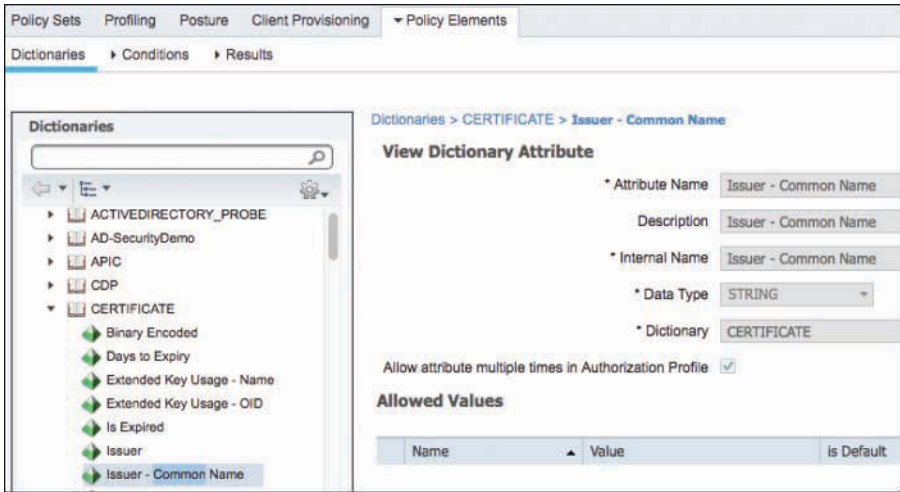 Policy Sets Profiling Posture Client Provisioning Policy Elements
Dictionaries Conditions Results
Dictionaries
ACTIVEDIRECTORY_PROBE
AD-SecurityDemo
APIC
CDP
CERTIFICATE
Binary Encoded
Days to Expiry
Extended Key Usage - Name
Extended Key Usage - OID
Is Expired
Issuer
Issuer - Common Name
Dictionaries > CERTIFICATE > Issuer - Common Name
View Dictionary Attribute
* Attribute Name Issuer - Common Name
Description Issuer - Common Name
* Internal Name Issuer - Common Name
* Data Type STRING
* Dictionary CERTIFICATE
Allow attribute multiple times in Authorization Profile
Allowed Values
Name Value is Default